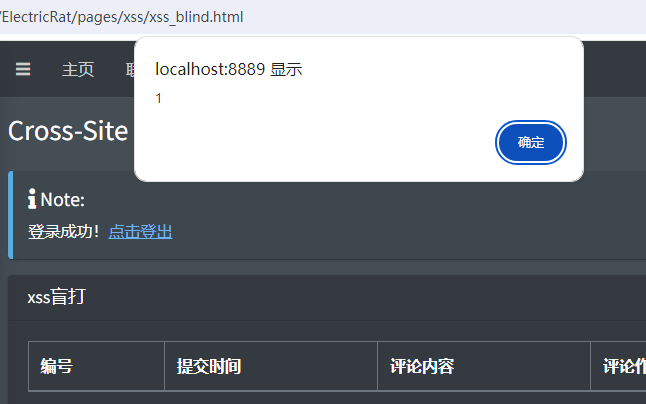 /ElectricRat/pages/xss/xss_blind.html
localhost:8889 显示
1
确定
主页
Cross-Site
Note:
登录成功！点击登出
xss盲打
编号 提交时间 评论内容 评论作